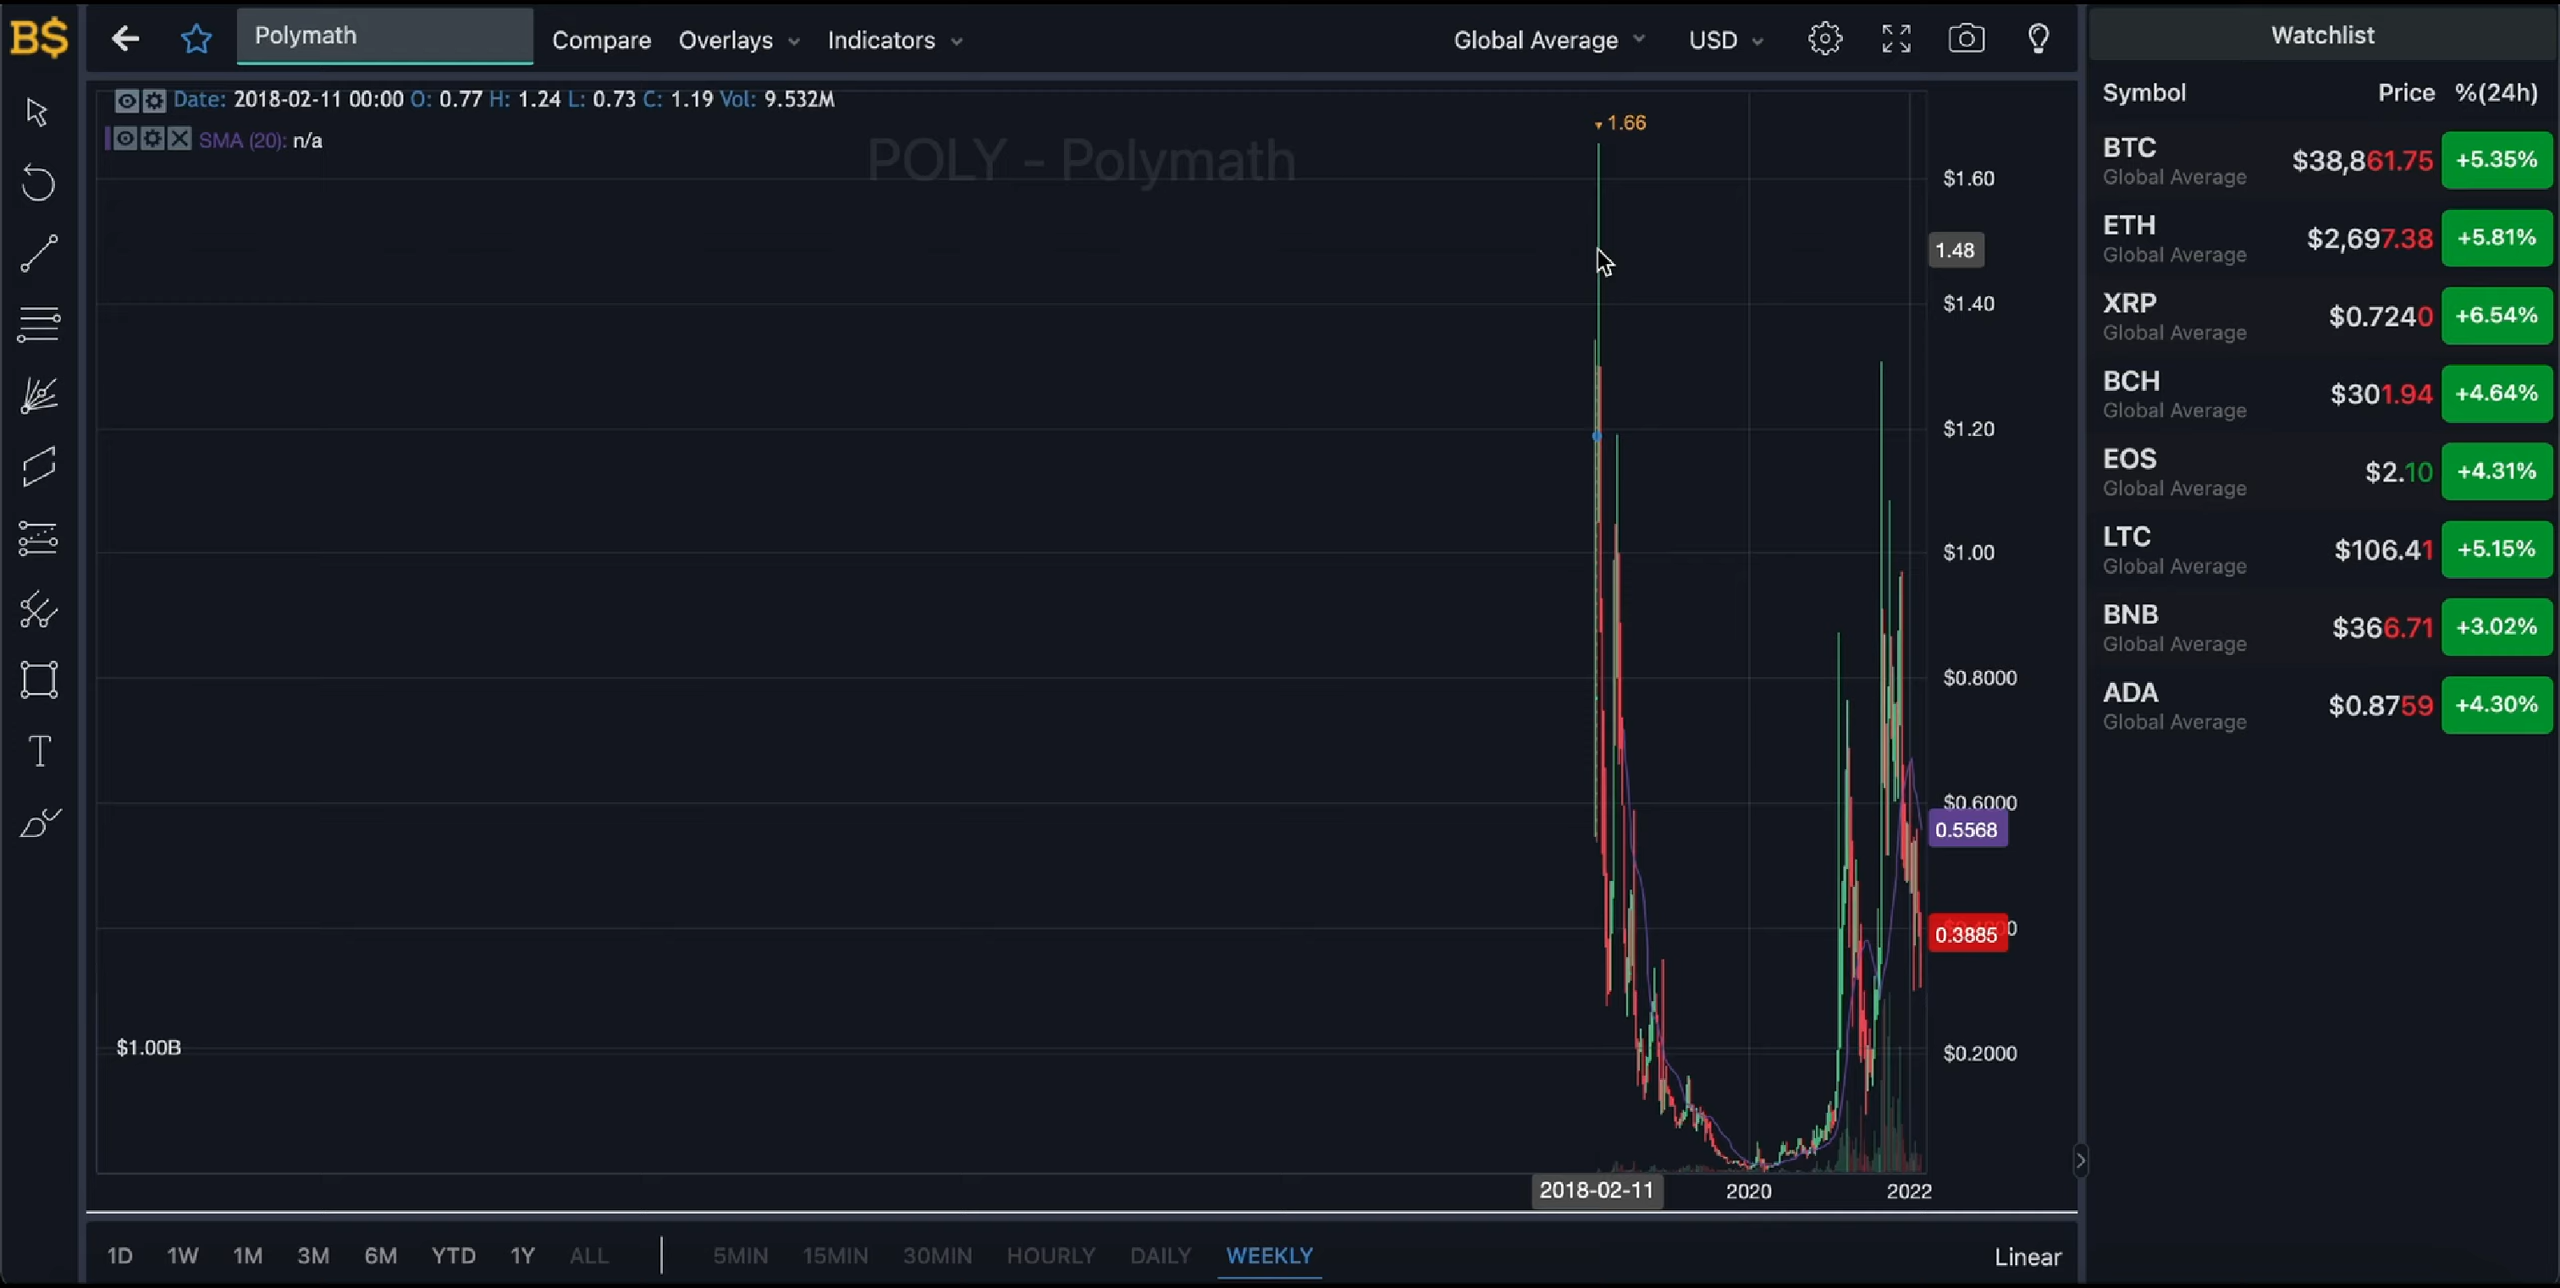 B$
Polymath
Compare
Overlays
Indicators
Global Average
USD
Date: 2018-02-11 00:00 O: 0.77 H: 1.24 L: 0.73 C: 1.19 Vol: 9.532M
SMA (20): n/a
POLY - Polymath
1.66
$1.60
1.48
$1.40
$1.20
$1.00
$0.8000
$0.6000
0.5568
0.3885
$0.2000
$1.00B
2018-02-11
2020
2022
1D 1W 1M 3M 6M YTD 1Y ALL
5MIN 15MIN 30MIN HOURLY DAILY WEEKLY
Linear
Watchlist
Symbol Price %(24h)
BTC $38,861.75 +5.35%
Global Average
ETH $2,697.38 +5.81%
Global Average
XRP $0.7240 +6.54%
Global Average
BCH $301.94 +4.64%
Global Average
EOS $2.10 +4.31%
Global Average
LTC $106.41 +5.15%
Global Average
BNB $366.71 +3.02%
Global Average
ADA $0.8759 +4.30%
Global Average